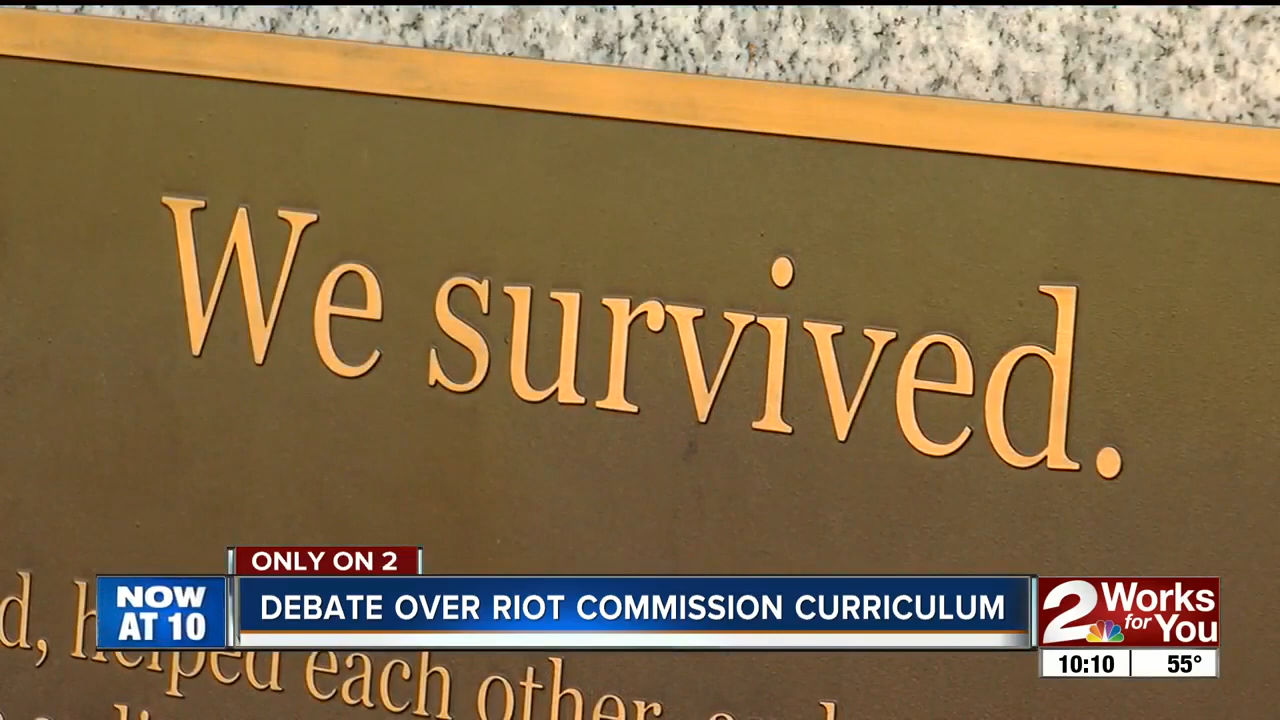 We survived.
ONLY ON 2
NOW
AT 10
DEBATE OVER RIOT COMMISSION CURRICULUM
2 Works
for You
10:10 55°
helped each other,